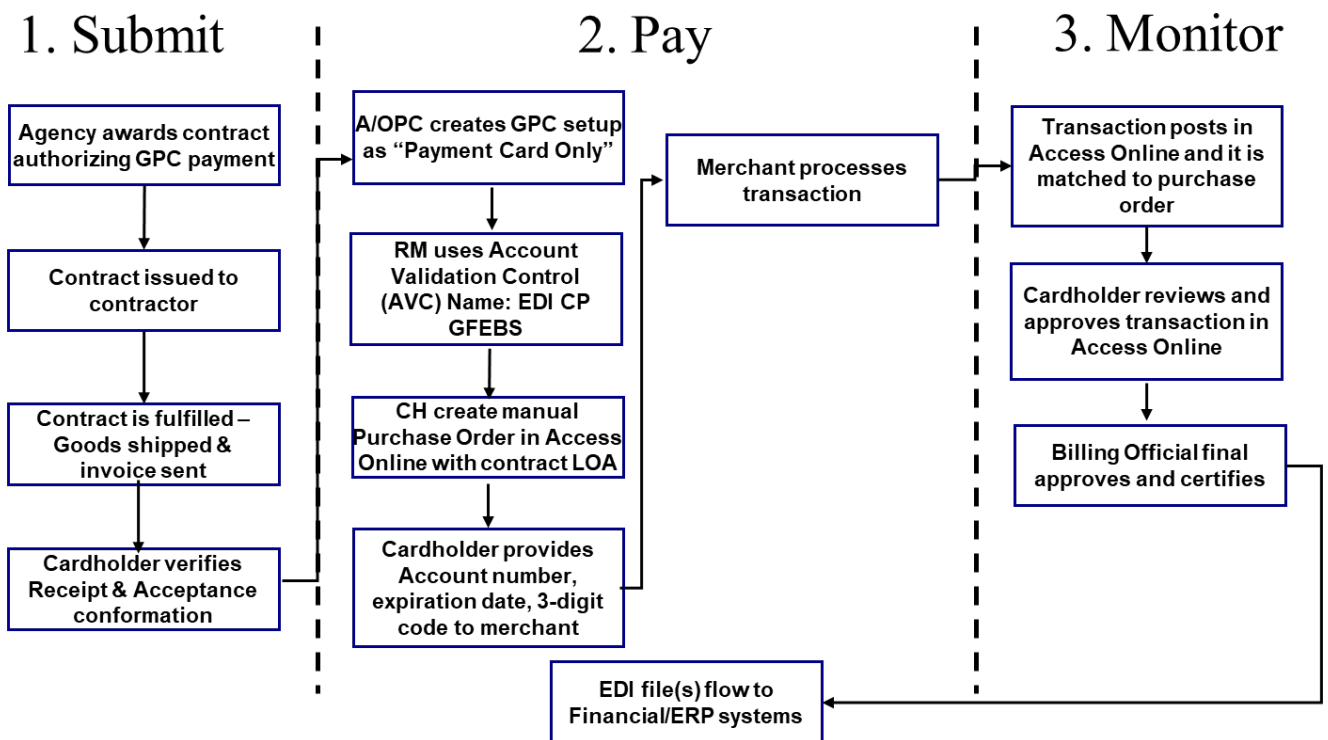 1. Submit
Agency awards contract
authorizing GPC payment
Contract issued to
contractor
Contract is fulfilled –
Goods shipped &
invoice sent
Cardholder verifies
Receipt & Acceptance
conformation
2. Pay
A/OPC creates GPC setup
as “Payment Card Only”
RM uses Account
Validation Control
(AVC) Name: EDI CP
GFEBS
CH create manual
Purchase Order in Access
Online with contract LOA
Cardholder provides
Account number,
expiration date, 3-digit
code to merchant
Merchant processes
transaction
3. Monitor
Transaction posts in
Access Online and it is
matched to purchase
order
Cardholder reviews and
approves transaction in
Access Online
Billing Official final
approves and certifies
EDI file(s) flow to
Financial/ERP systems